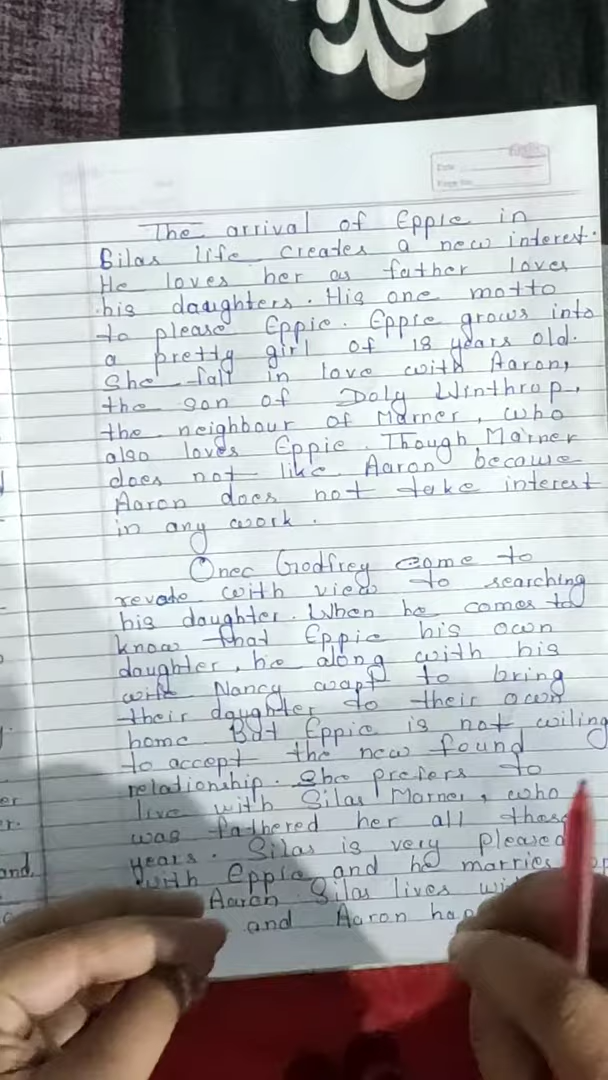 Date
Page No.
The arrival of Eppie in
Silas life creates a new interest.
He loves her as father loves
his daughters. His one motto
to please Eppie. Eppie grows into
a pretty girl of 18 years old.
She fall in love with Aaron,
the son of Doly Winthrop,
the neighbour of Marner, who
also loves Eppie. Though Marner
does not like Aaron because
Aaron does not take interest
in any work.
Onec Godfrey come to
with view to searching
his daughter. When he comes to
know that Eppie his own
daughter, he along with his
wife Nancy want to bring
their daughter to their own
home But Eppie is not wiling
to accept the new found
relationship. She prefers to
live with Silas Marner, who
was fathered her all these
years. Silas is very pleased
with Eppie and he marries
Aaron Silas lives
and Aaron
and,